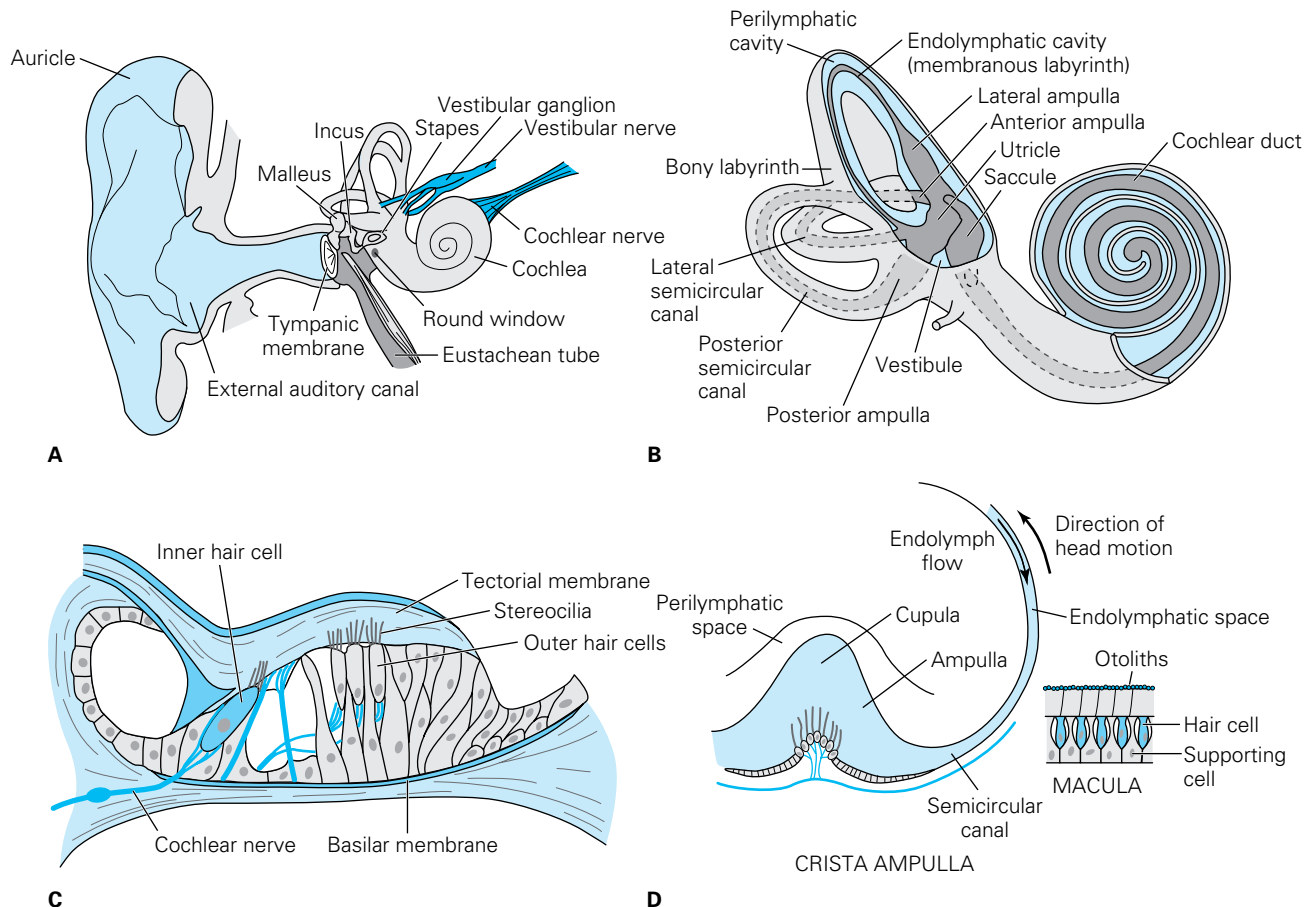 Auricle
Vestibular ganglion
Incus
Stapes
Vestibular nerve
Malleus
Cochlear nerve
Cochlea
Round window
Tympanic
membrane
Eustachean tube
External auditory canal
A
Perilymphatic
cavity
Endolymphatic cavity
(membranous labyrinth)
Lateral ampulla
Anterior ampulla
Utricle
Saccule
Cochlear duct
Bony labyrinth
Lateral
semicircular
canal
Posterior
semicircular
canal
Vestibule
Posterior ampulla
B
Inner hair cell
Tectorial membrane
Stereocilia
Outer hair cells
Cochlear nerve
Basilar membrane
C
Endolymph
flow
Direction of
head motion
Perilymphatic
space
Cupula
Endolymphatic space
Ampulla
Otoliths
Hair cell
Supporting
cell
MACULA
Semicircular
canal
CRISTA AMPULLA
D